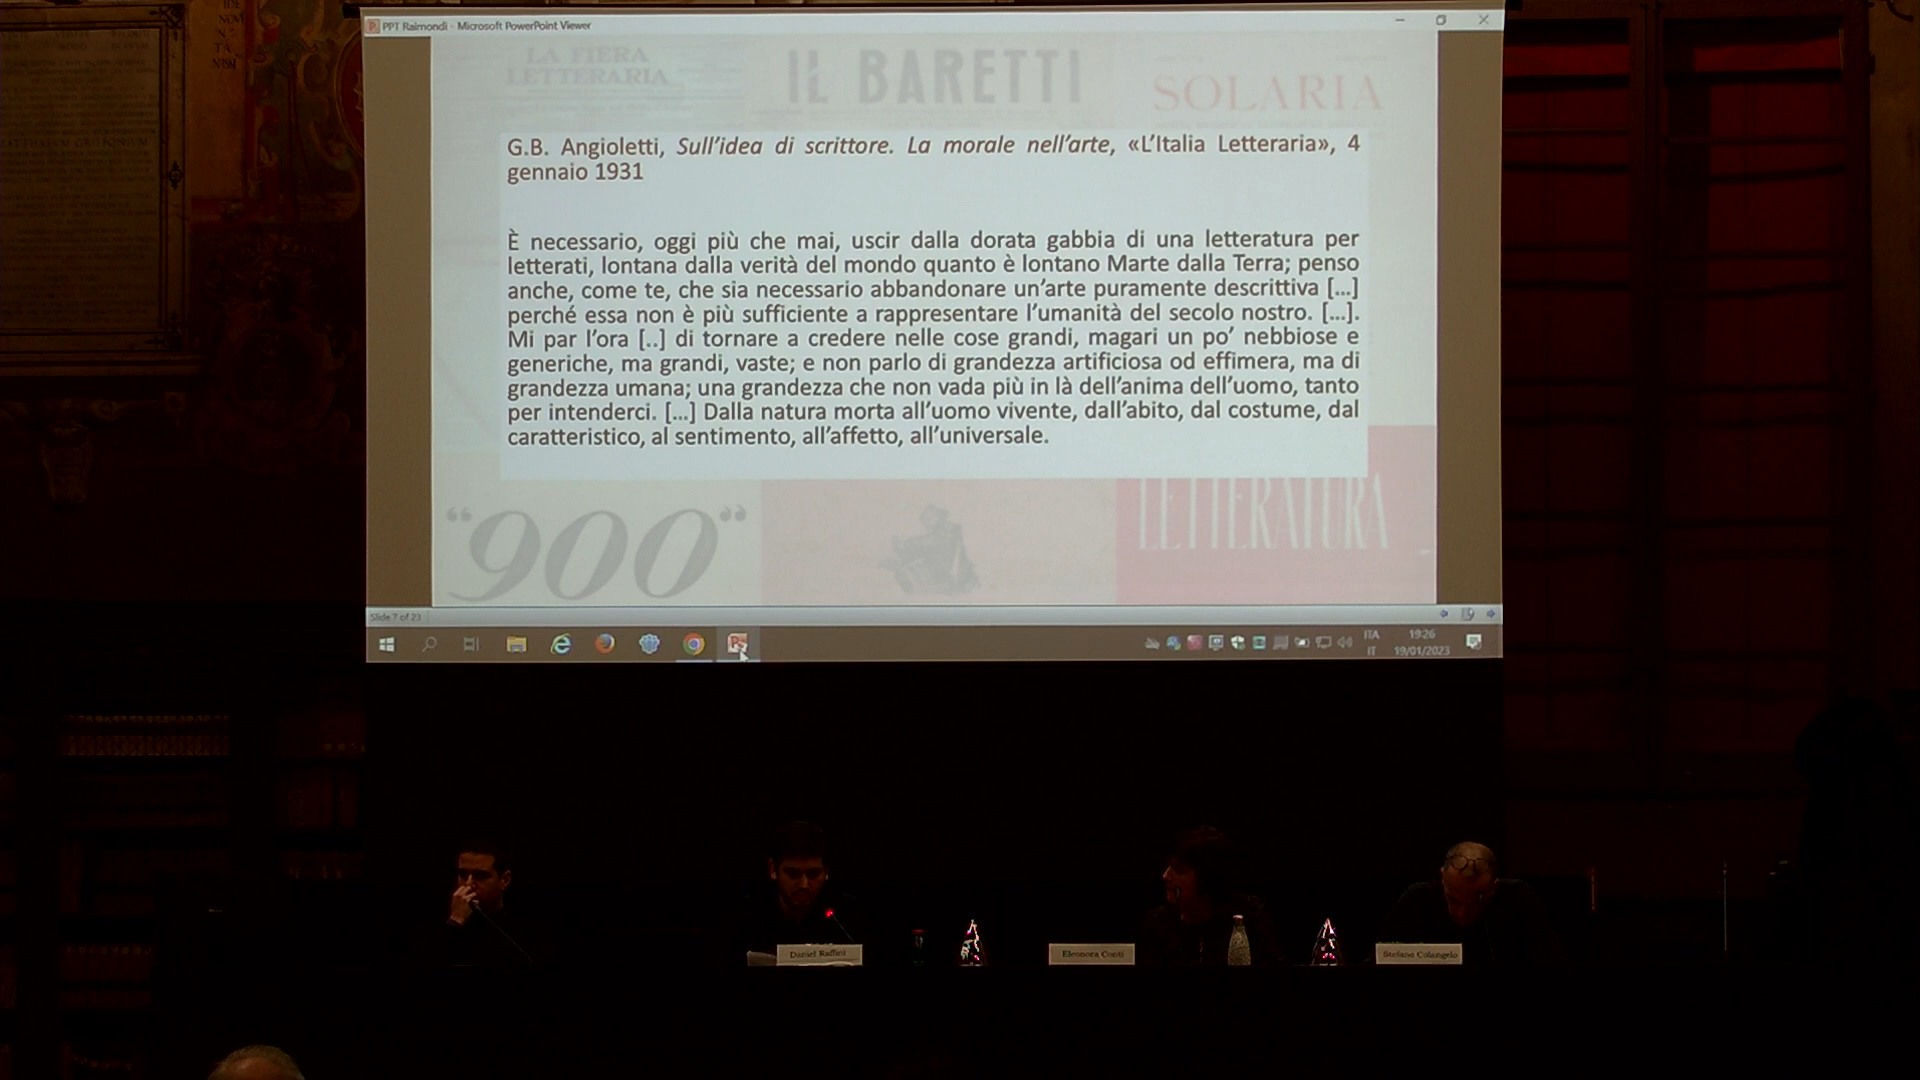 PPT Raimondi - Microsoft PowerPoint Viewer
LA FIERA
LETTERARIA
IL BARETTI
SOLARIA
G.B. Angioletti, Sull'idea di scrittore. La morale nell'arte, «L'Italia Letteraria», 4
gennaio 1931
È necessario, oggi più che mai, uscir dalla dorata gabbia di una letteratura per
letterati, lontana dalla verità del mondo quanto è lontano Marte dalla Terra; penso
anche, come te, che sia necessario abbandonare un'arte puramente descrittiva [...]
perché essa non è più sufficiente a rappresentare l'umanità del secolo nostro. [...].
Mi par l'ora [..] di tornare a credere nelle cose grandi, magari un po' nebbiose e
generiche, ma grandi, vaste; e non parlo di grandezza artificiosa od effimera, ma di
grandezza umana; una grandezza che non vada più in là dell'anima dell'uomo, tanto
per intenderci. [...] Dalla natura morta all'uomo vivente, dall'abito, dal costume, dal
caratteristico, al sentimento, all'affetto, all'universale.
"900"
LETTERATURA
Slide 7 of 23
ITA
IT
19:26
19/01/2023
Daniel Raffini
Eleonora Conti
Stefano Colangelo